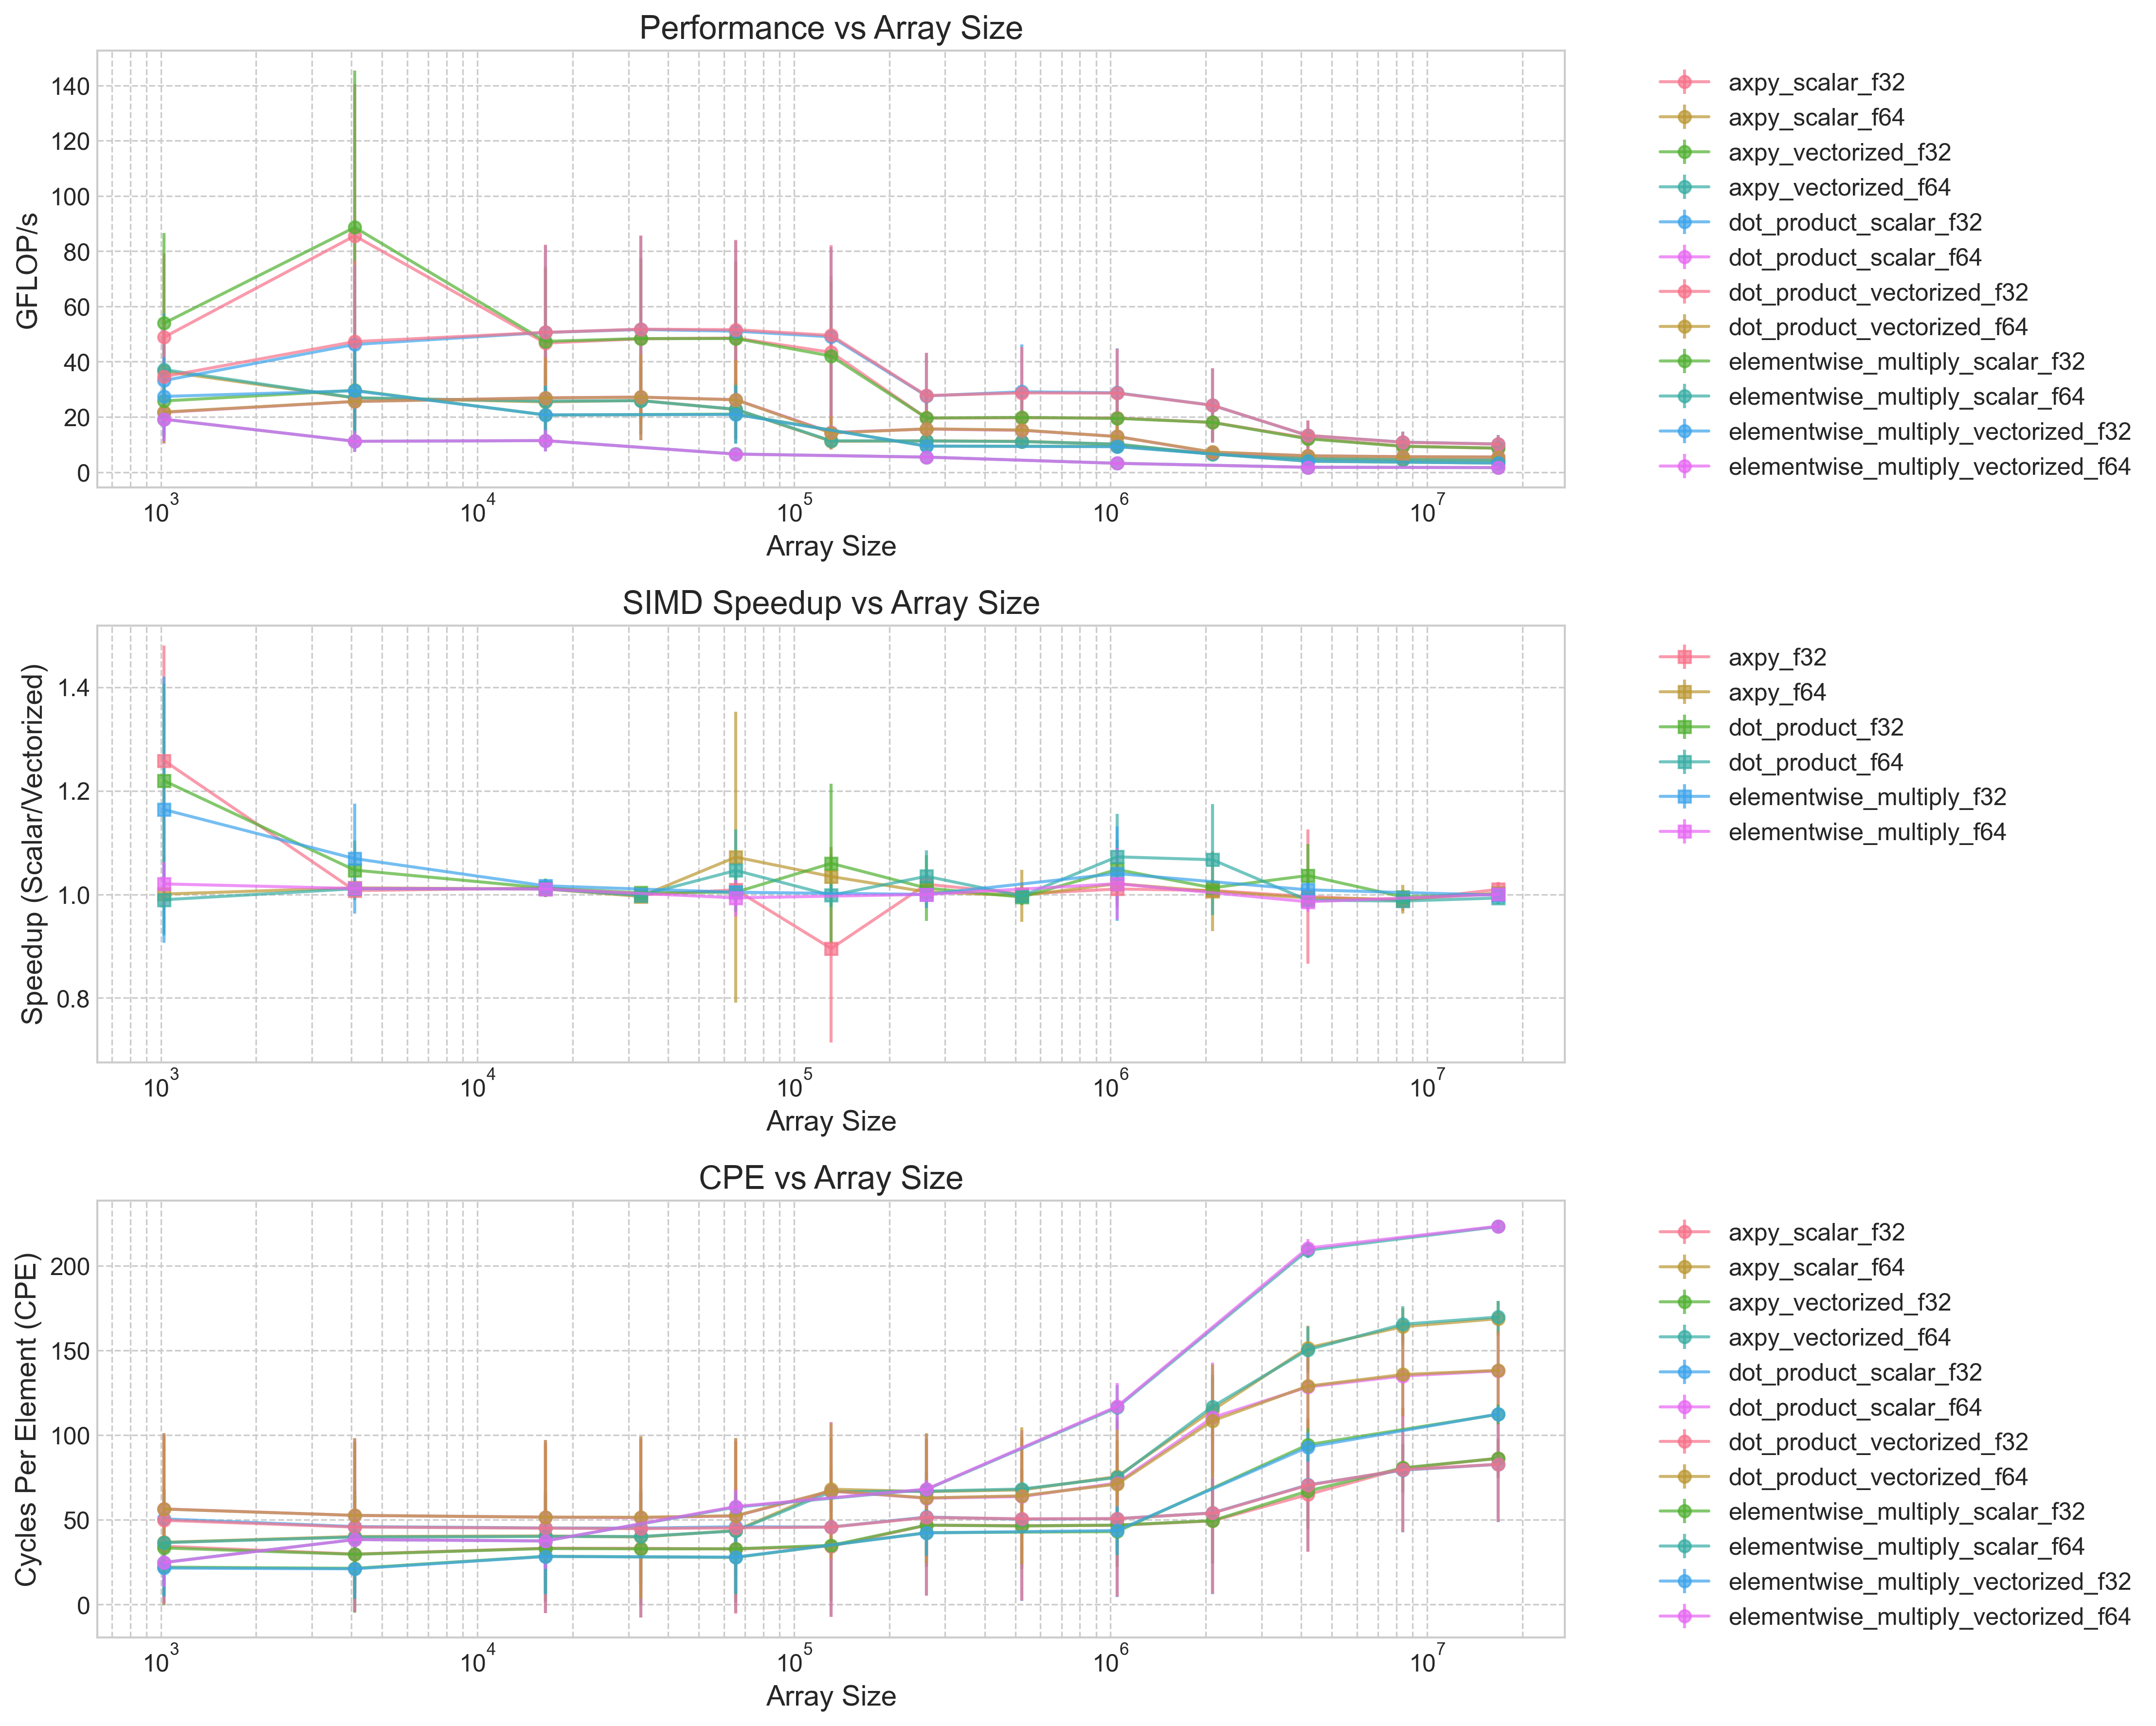 Performance vs Array Size
GFLOP/s
140
120
100
80
60
40
20
0
10^3
10^4
10^5
10^6
10^7
Array Size
axpy_scalar_f32
axpy_scalar_f64
axpy_vectorized_f32
axpy_vectorized_f64
dot_product_scalar_f32
dot_product_scalar_f64
dot_product_vectorized_f32
dot_product_vectorized_f64
elementwise_multiply_scalar_f32
elementwise_multiply_scalar_f64
elementwise_multiply_vectorized_f32
elementwise_multiply_vectorized_f64
SIMD Speedup vs Array Size
Speedup (Scalar/Vectorized)
1.4
1.2
1.0
0.8
10^3
10^4
10^5
10^6
10^7
Array Size
axpy_f32
axpy_f64
dot_product_f32
dot_product_f64
elementwise_multiply_f32
elementwise_multiply_f64
CPE vs Array Size
Cycles Per Element (CPE)
200
150
100
50
0
10^3
10^4
10^5
10^6
10^7
Array Size
axpy_scalar_f32
axpy_scalar_f64
axpy_vectorized_f32
axpy_vectorized_f64
dot_product_scalar_f32
dot_product_scalar_f64
dot_product_vectorized_f32
dot_product_vectorized_f64
elementwise_multiply_scalar_f32
elementwise_multiply_scalar_f64
elementwise_multiply_vectorized_f32
elementwise_multiply_vectorized_f64